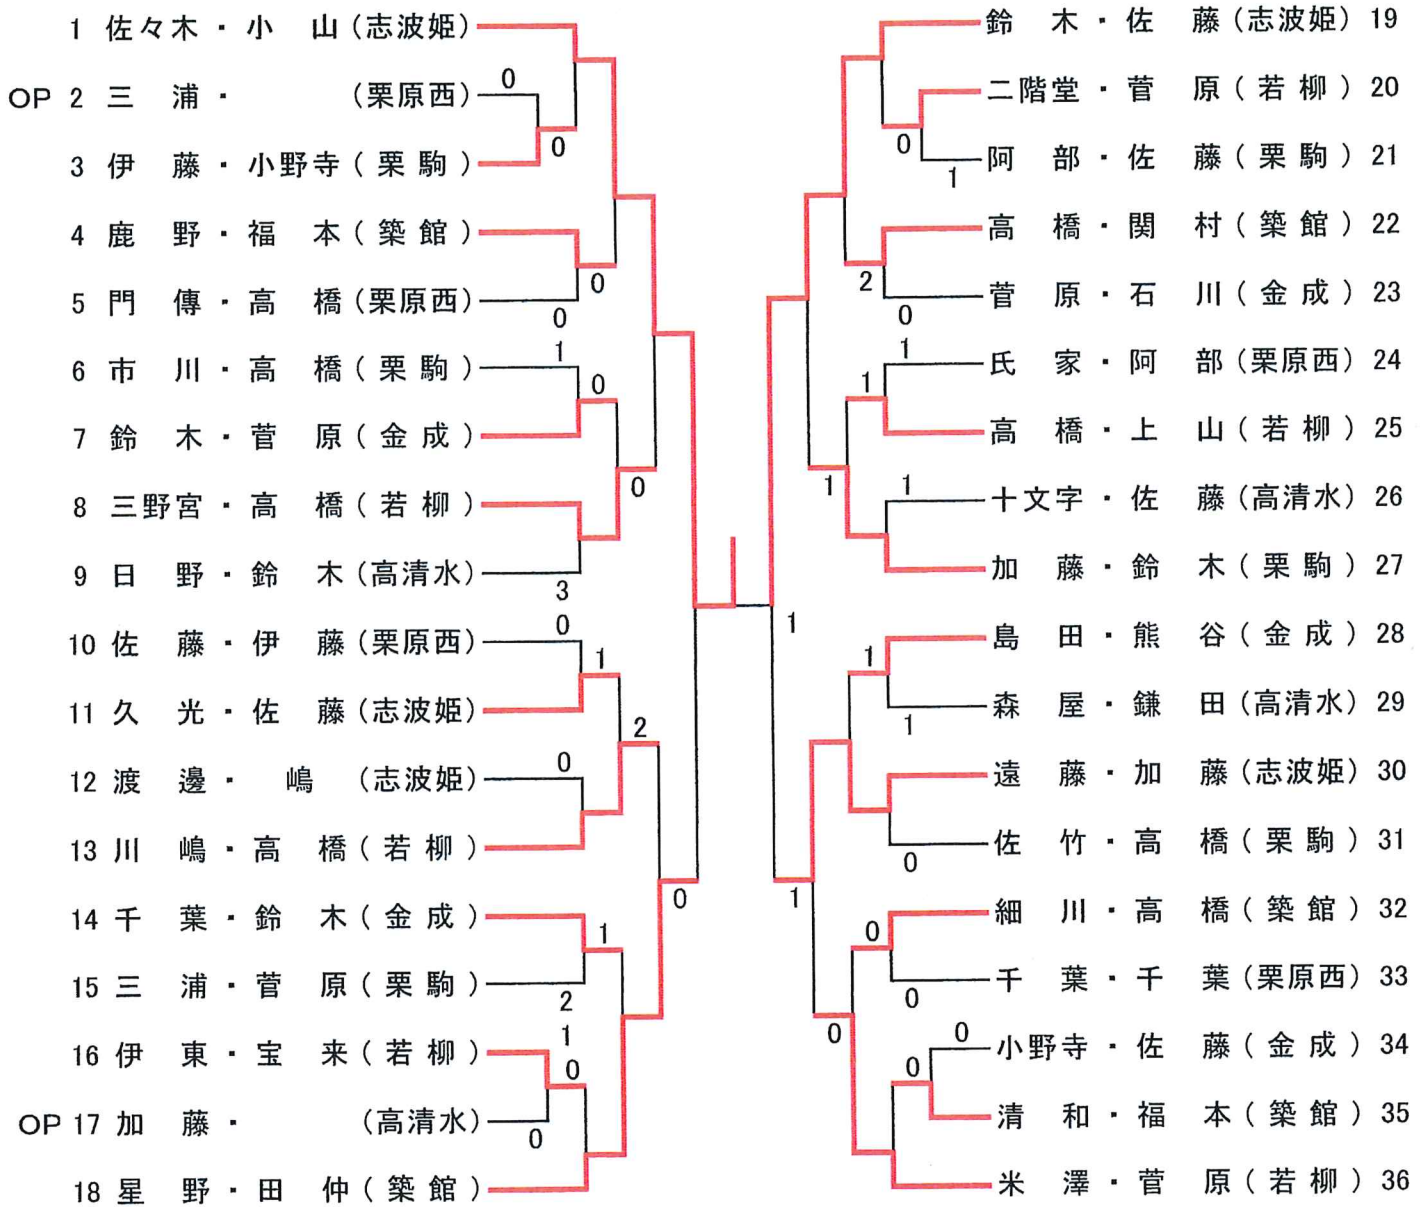 1 佐々木・小 山(志波姫)
OP 2 三 浦・ (栗原西)
0
3 伊 藤・小野寺(栗 駒)
0
4 鹿 野・福 本(築 館)
0
5 門 傳・高 橋(栗原西)
0
6 市 川・高 橋(栗 駒)
1
0
7 鈴 木・菅 原(金 成)
8 三野宮・高 橋(若 柳)
0
9 日 野・鈴 木(高清水)
3
10 佐 藤・伊 藤(栗原西)
0
1
11 久 光・佐 藤(志波姫)
2
12 渡 邊・ 嶋 (志波姫)
0
13 川 嶋・高 橋(若 柳)
0
14 千 葉・鈴 木(金 成)
1
15 三 浦・菅 原(栗 駒)
2
16 伊 東・宝 来(若 柳)
1
0
OP 17 加 藤・ (高清水)
0
18 星 野・田 仲(築 館)
鈴 木・佐 藤(志波姫) 19
二階堂・菅 原(若 柳) 20
0
阿 部・佐 藤(栗 駒) 21
1
高 橋・関 村(築 館) 22
2
菅 原・石 川(金 成) 23
0
氏 家・阿 部(栗原西) 24
1
1
高 橋・上 山(若 柳) 25
1
十文字・佐 藤(高清水) 26
1
加 藤・鈴 木(栗 駒) 27
1
島 田・熊 谷(金 成) 28
1
森 屋・鎌 田(高清水) 29
1
遠 藤・加 藤(志波姫) 30
佐 竹・高 橋(栗 駒) 31
0
1
細 川・高 橋(築 館) 32
0
千 葉・千 葉(栗原西) 33
0
0
小野寺・佐 藤(金 成) 34
0
0
清 和・福 本(築 館) 35
米 澤・菅 原(若 柳) 36